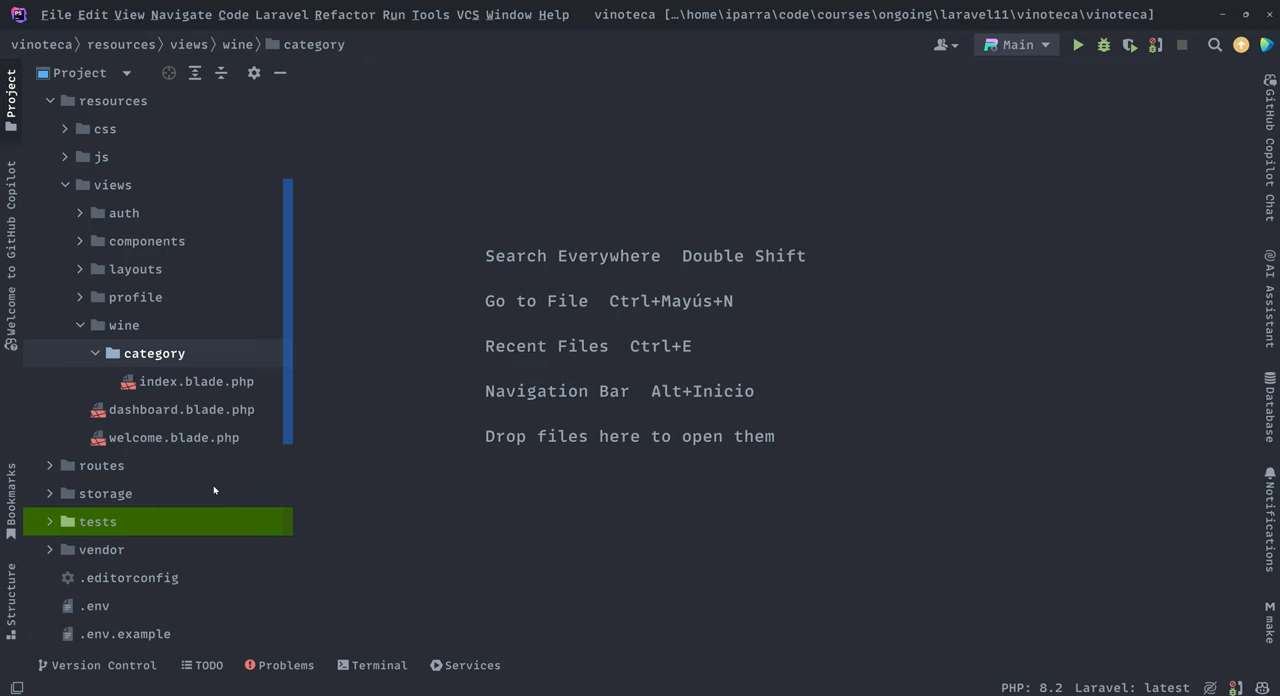 File Edit View Navigate Code Laravel Refactor Run Tools VCS Window Help vinoteca […\home\iparra\code\courses\ongoing\laravel11\vinoteca\vinoteca]
vinoteca resources views wine category
Main
Project
resources
css
js
views
auth
components
layouts
profile
wine
category
index.blade.php
dashboard.blade.php
welcome.blade.php
routes
storage
tests
vendor
.editorconfig
.env
.env.example
Search Everywhere Double Shift
Go to File Ctrl+Mayús+N
Recent Files Ctrl+E
Navigation Bar Alt+Inicio
Drop files here to open them
Project
Welcome to GitHub Copilot
Bookmarks
Structure
GitHub Copilot Chat
AI Assistant
Database
Notifications
make
Version Control TODO Problems Terminal Services
PHP: 8.2 Laravel: latest